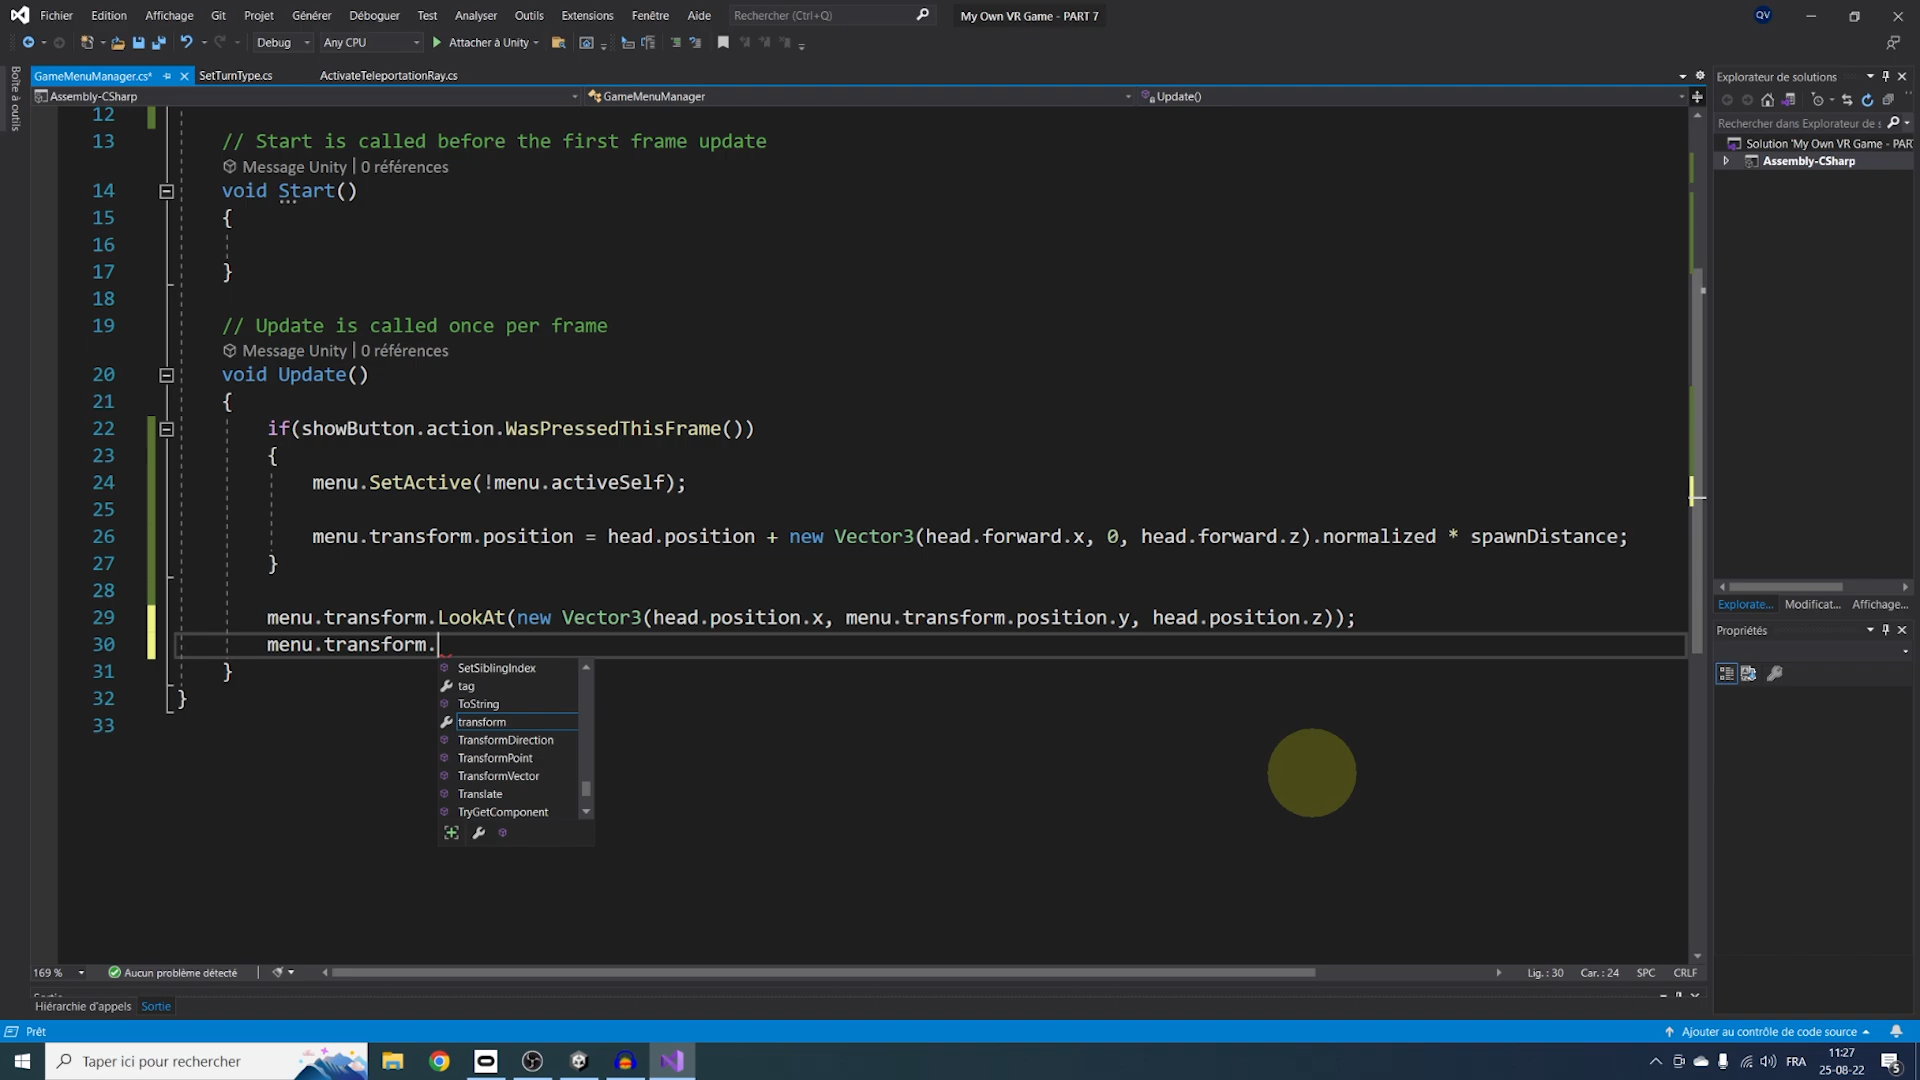 Fichier Edition Affichage Git Projet Générer Déboguer Test Analyser Outils Extensions Fenêtre Aide Rechercher (Ctrl+Q) My Own VR Game - PART 7 QV
Debug Any CPU Attacher à Unity
Boîte à outils
GameMenuManager.cs* SetTurnType.cs ActivateTeleportationRay.cs
Assembly-CSharp GameMenuManager Update()
12
13 // Start is called before the first frame update
Message Unity | 0 références
14 void Start()
15 {
16
17 }
18
19 // Update is called once per frame
Message Unity | 0 références
20 void Update()
21 {
22 if(showButton.action.WasPressedThisFrame())
23 {
24 menu.SetActive(!menu.activeSelf);
25
26 menu.transform.position = head.position + new Vector3(head.forward.x, 0, head.forward.z).normalized * spawnDistance;
27 }
28
29 menu.transform.LookAt(new Vector3(head.position.x, menu.transform.position.y, head.position.z));
30 menu.transform.
31 }
32 }
33
SetSiblingIndex
tag
ToString
transform
TransformDirection
TransformPoint
TransformVector
Translate
TryGetComponent
Explorateur de solutions
Rechercher dans Explorateur de s
Solution 'My Own VR Game - PAR
Assembly-CSharp
Explorate... Modificat... Affichage...
Propriétés
169 % Aucun problème détecté Lig. : 30 Car. : 24 SPC CRLF
Hiérarchie d'appels Sortie
Prêt Ajouter au contrôle de code source
Taper ici pour rechercher FRA 11:27
25-08-22 5